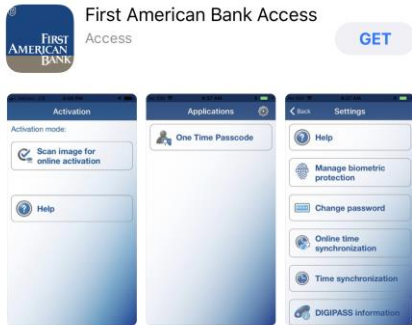 FIRST
AMERICAN
BANK
First American Bank Access
Access
GET
Activation
Activation mode:
Scan image for
online activation
Help
Applications
One Time Passcode
Back
Settings
Help
Manage biometric
protection
Change password
Online time
synchronization
Time synchronization
DIGIPASS information